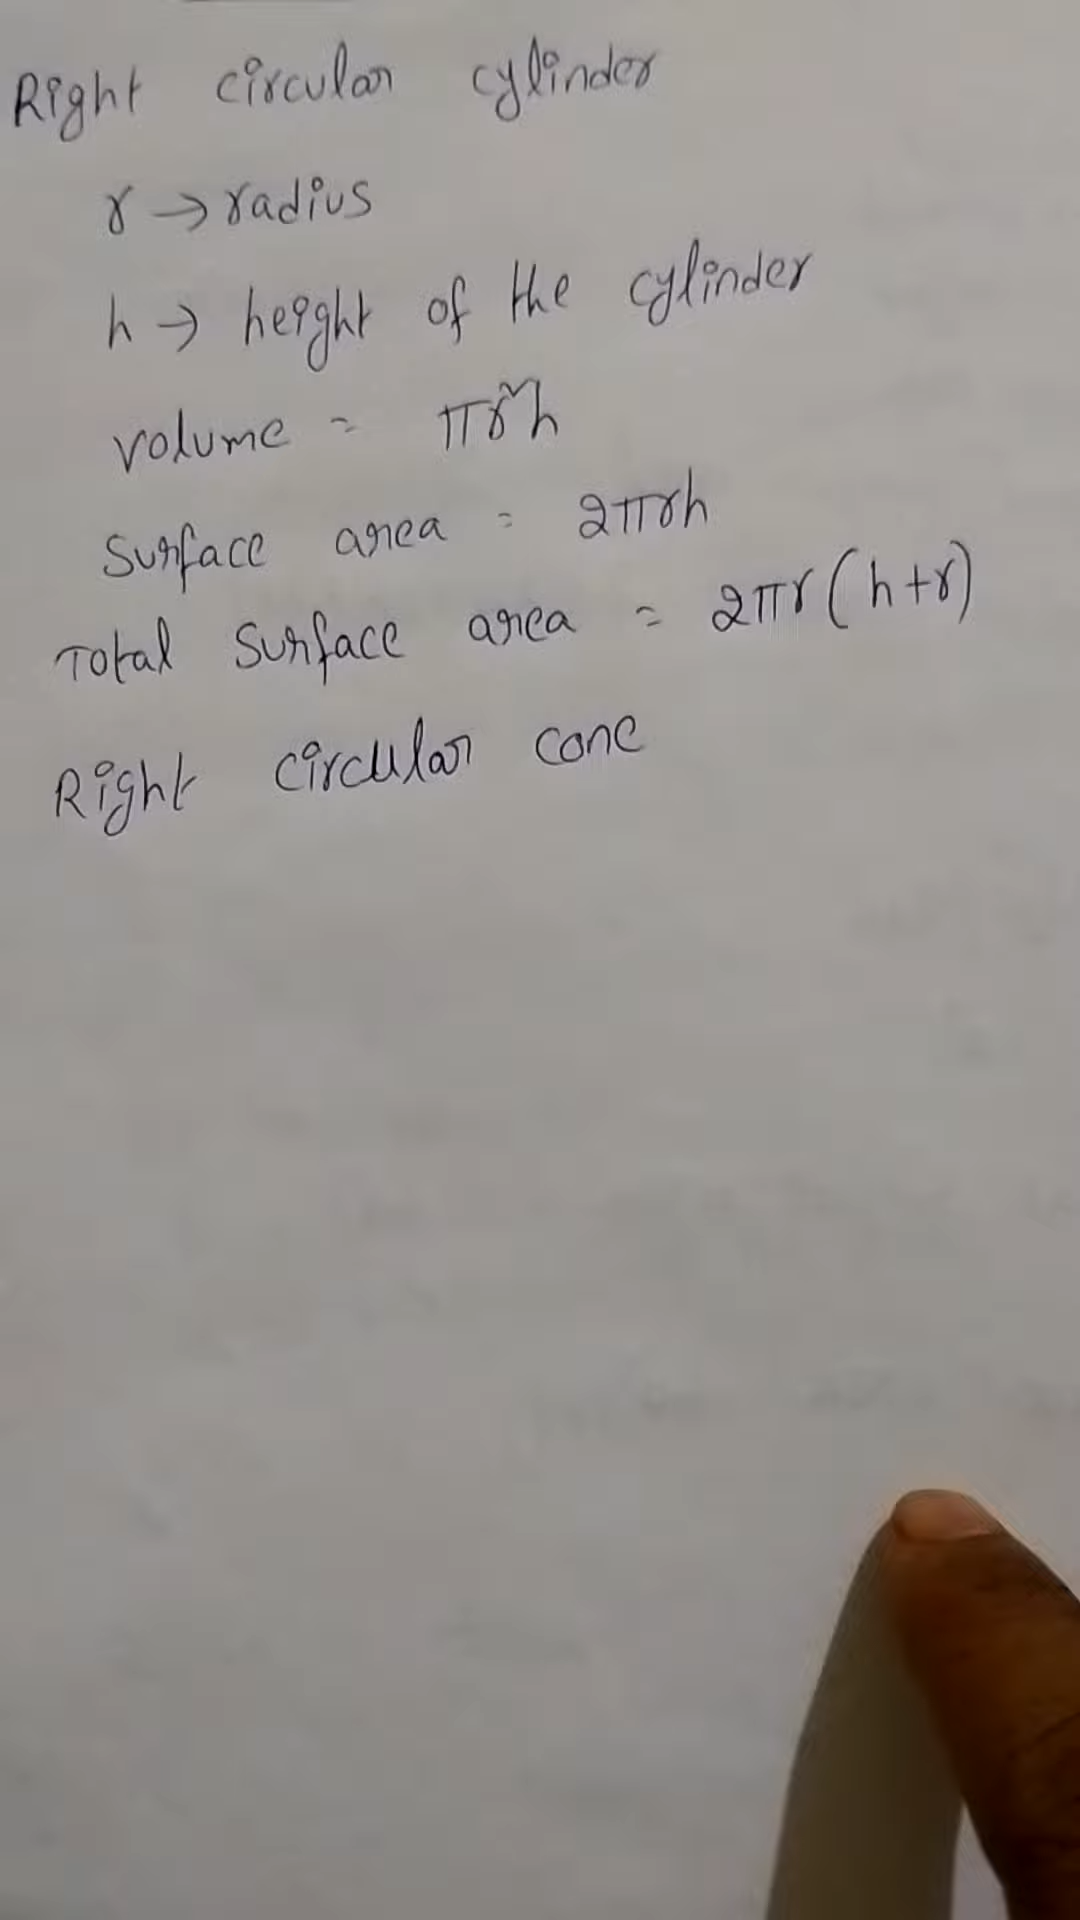 Right circular cylinder
r → radius
h → height of the cylinder
volume = πr²h
Surface area = 2πrh
Total Surface area = 2πr(h+r)
Right circular cone